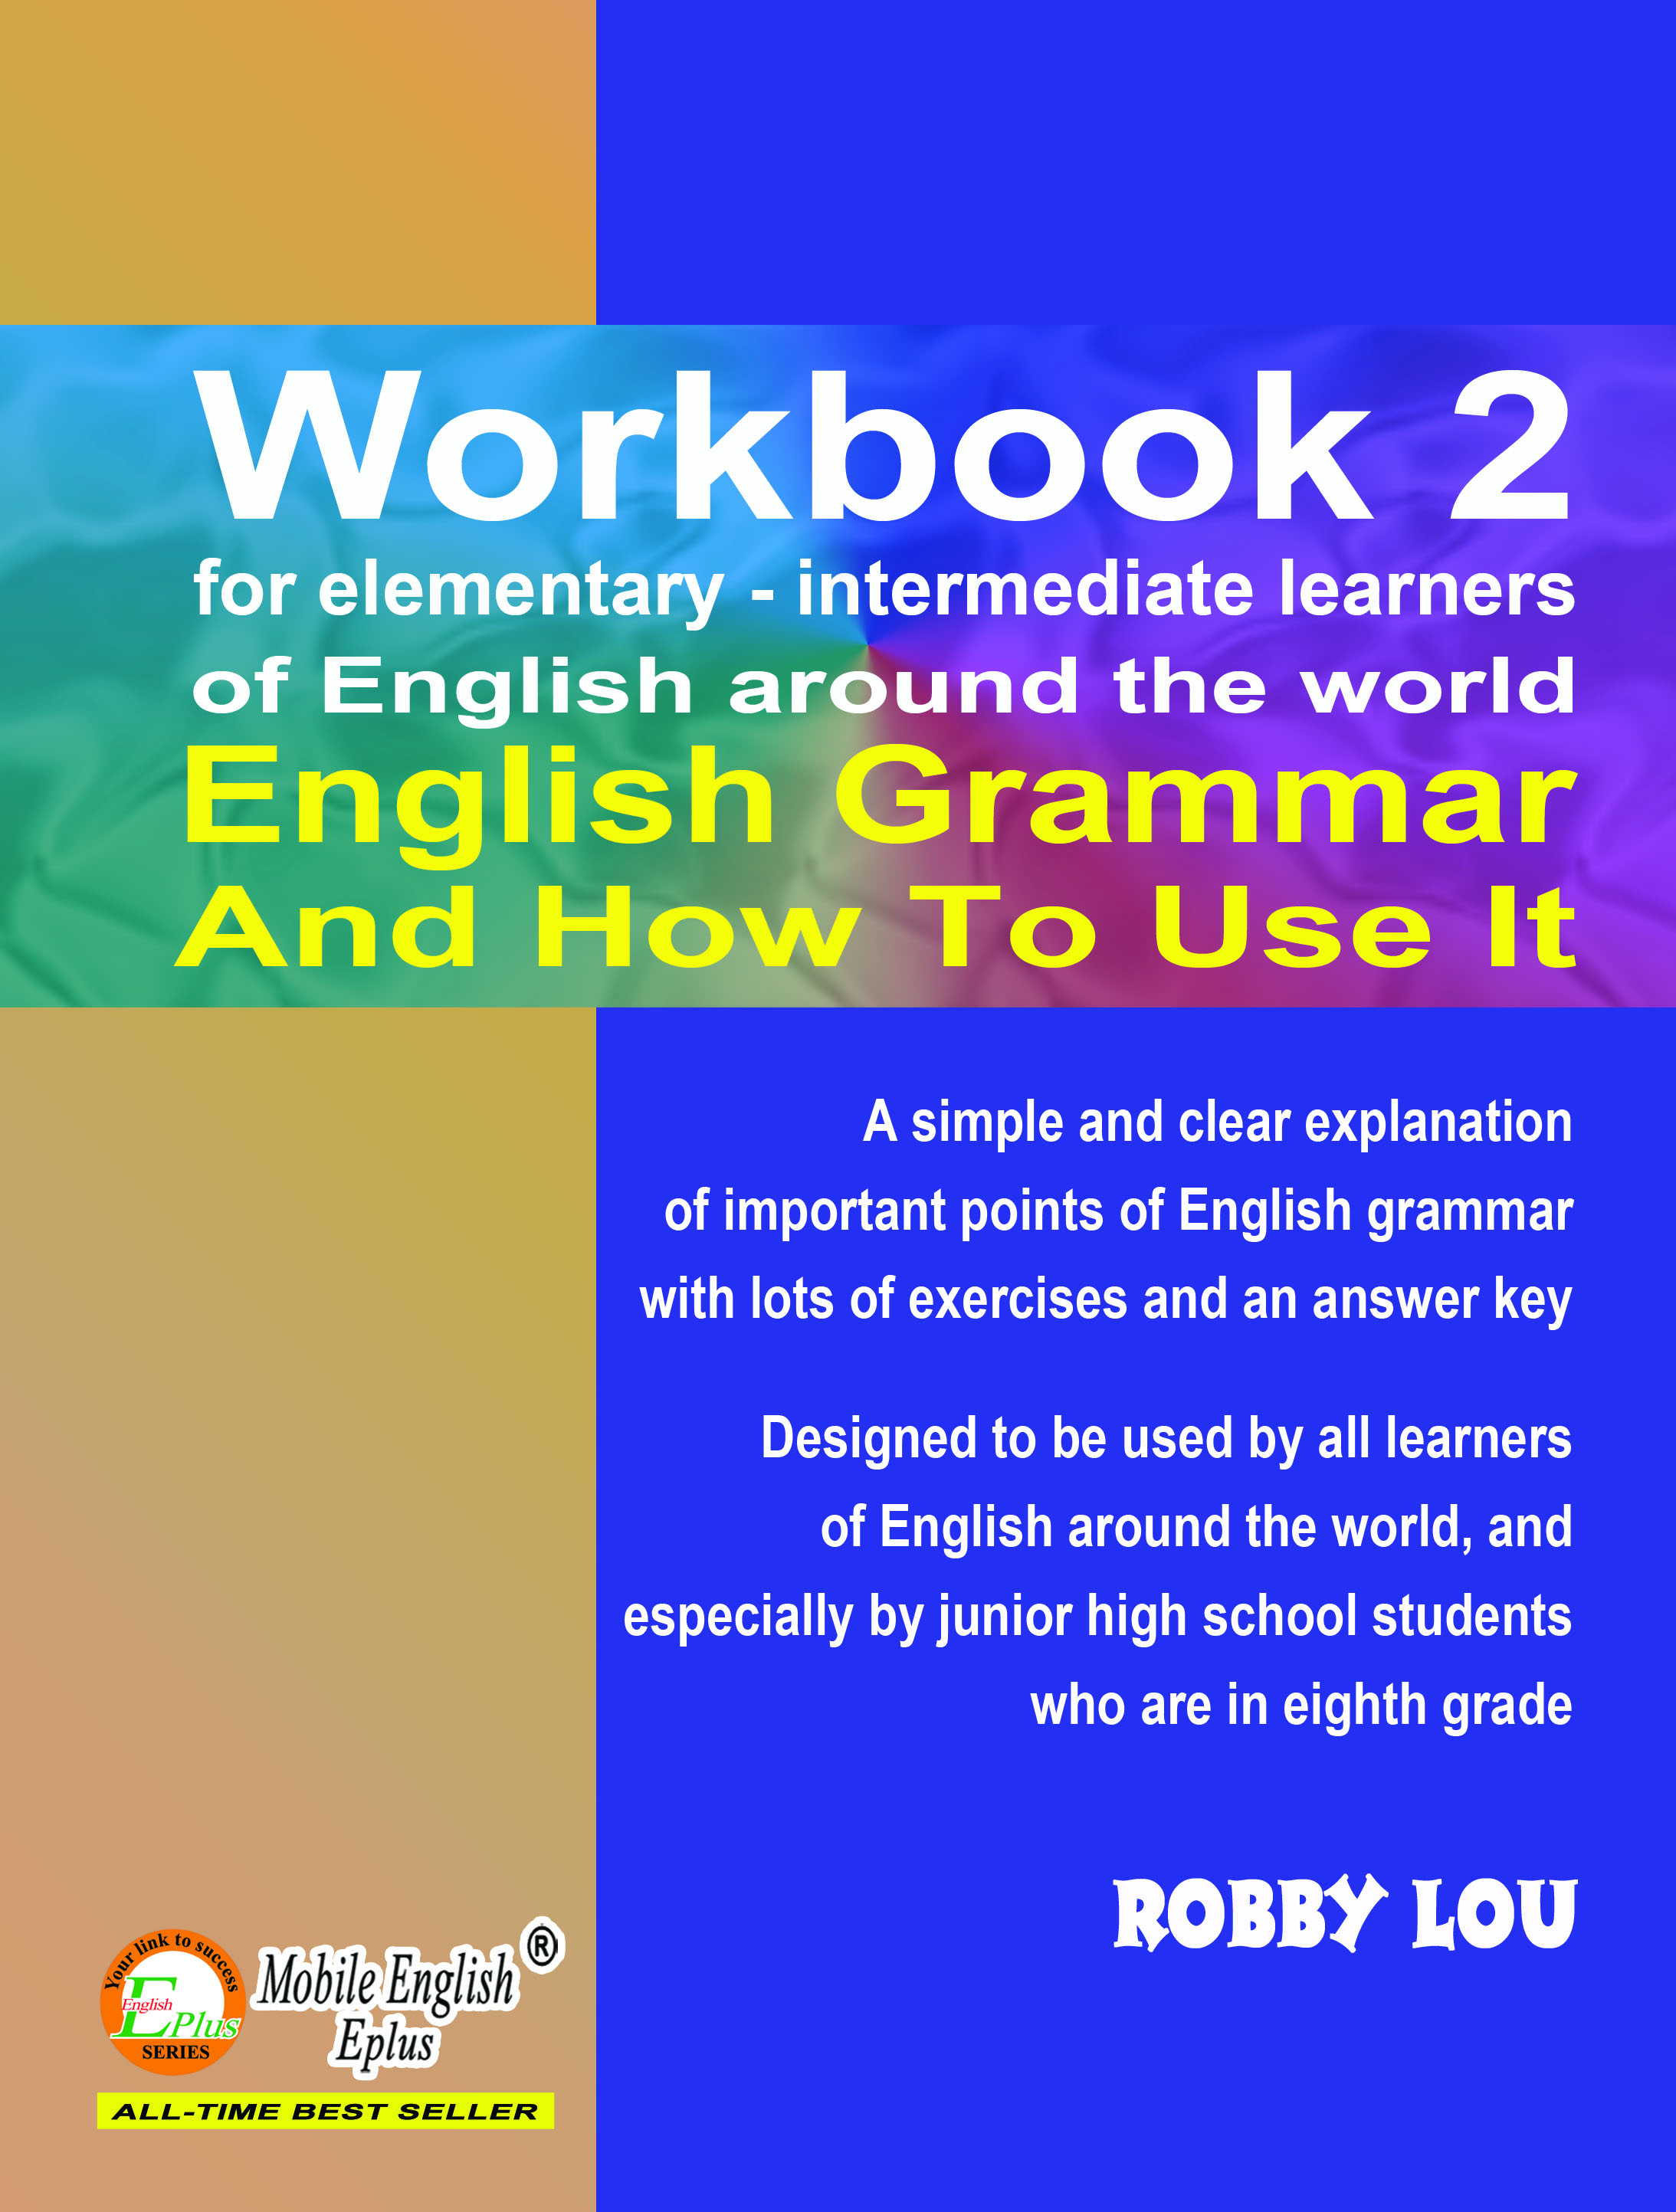 Workbook 2
for elementary - intermediate learners
of English around the world
English Grammar
And How To Use It
A simple and clear explanation
of important points of English grammar
with lots of exercises and an answer key
Designed to be used by all learners
of English around the world, and
especially by junior high school students
who are in eighth grade
ROBBY LOU
Your link to success
English
EPlus
SERIES
Mobile English ®
Eplus
ALL-TIME BEST SELLER